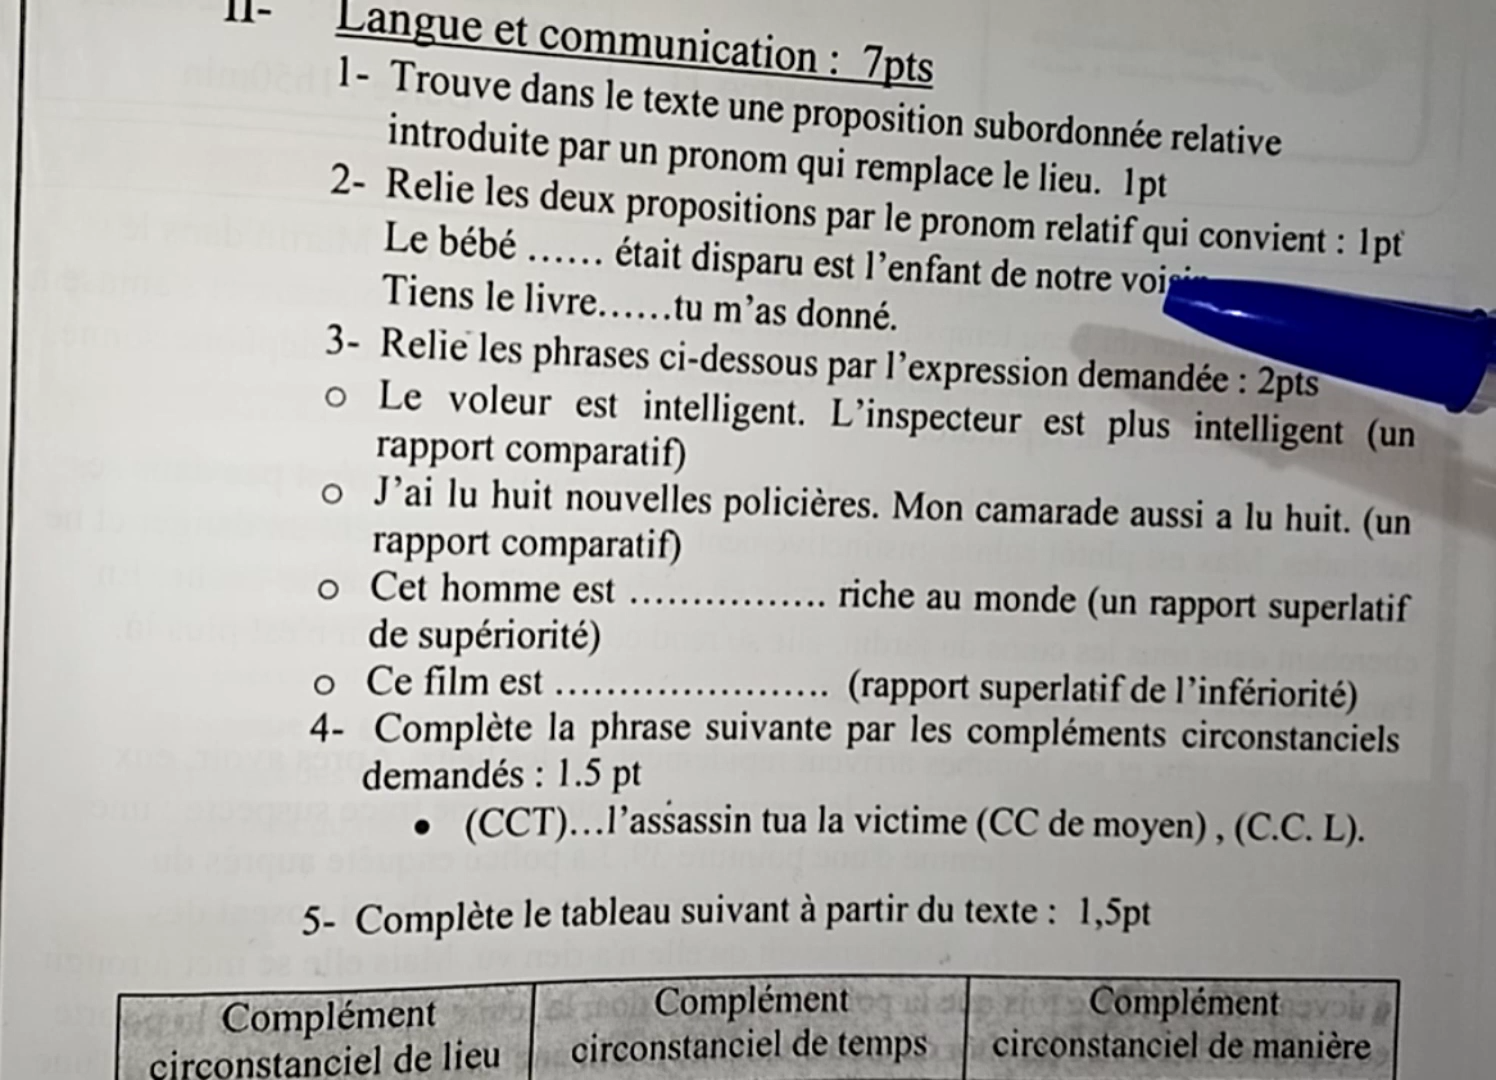 II- Langue et communication : 7pts
1- Trouve dans le texte une proposition subordonnée relative
introduite par un pronom qui remplace le lieu. 1pt
2- Relie les deux propositions par le pronom relatif qui convient : 1pt
Le bébé ...... était disparu est l'enfant de notre
Tiens le livre......tu m'as donné.
3- Relie les phrases ci-dessous par l'expression demandée : 2pts
o Le voleur est intelligent. L'inspecteur est plus intelligent (un
rapport comparatif)
o J'ai lu huit nouvelles policières. Mon camarade aussi a lu huit. (un
rapport comparatif)
o Cet homme est ................ riche au monde (un rapport superlatif
de supériorité)
o Ce film est ...................... (rapport superlatif de l'infériorité)
4- Complète la phrase suivante par les compléments circonstanciels
demandés : 1.5 pt
• (CCT)...l'assassin tua la victime (CC de moyen) , (C.C. L).
5- Complète le tableau suivant à partir du texte : 1,5pt
Complément Complément Complément
circonstanciel de lieu circonstanciel de temps circonstanciel de manière